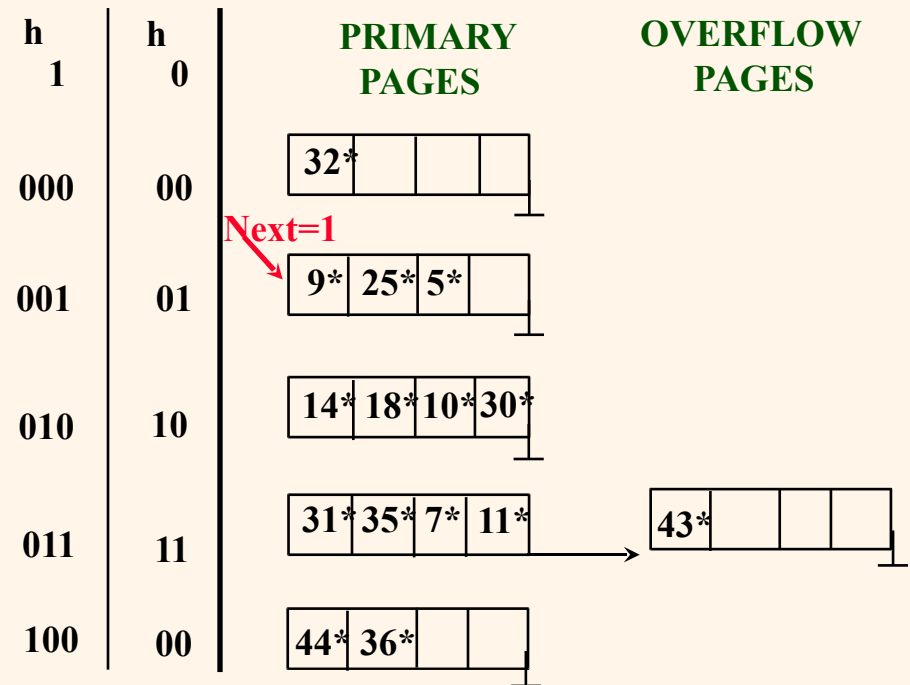 h h PRIMARY OVERFLOW
1 0 PAGES PAGES
32*
000 00
Next=1
9* 25* 5*
001 01
14* 18* 10* 30*
010 10
31* 35* 7* 11* 43*
011 11
100 00 44* 36*